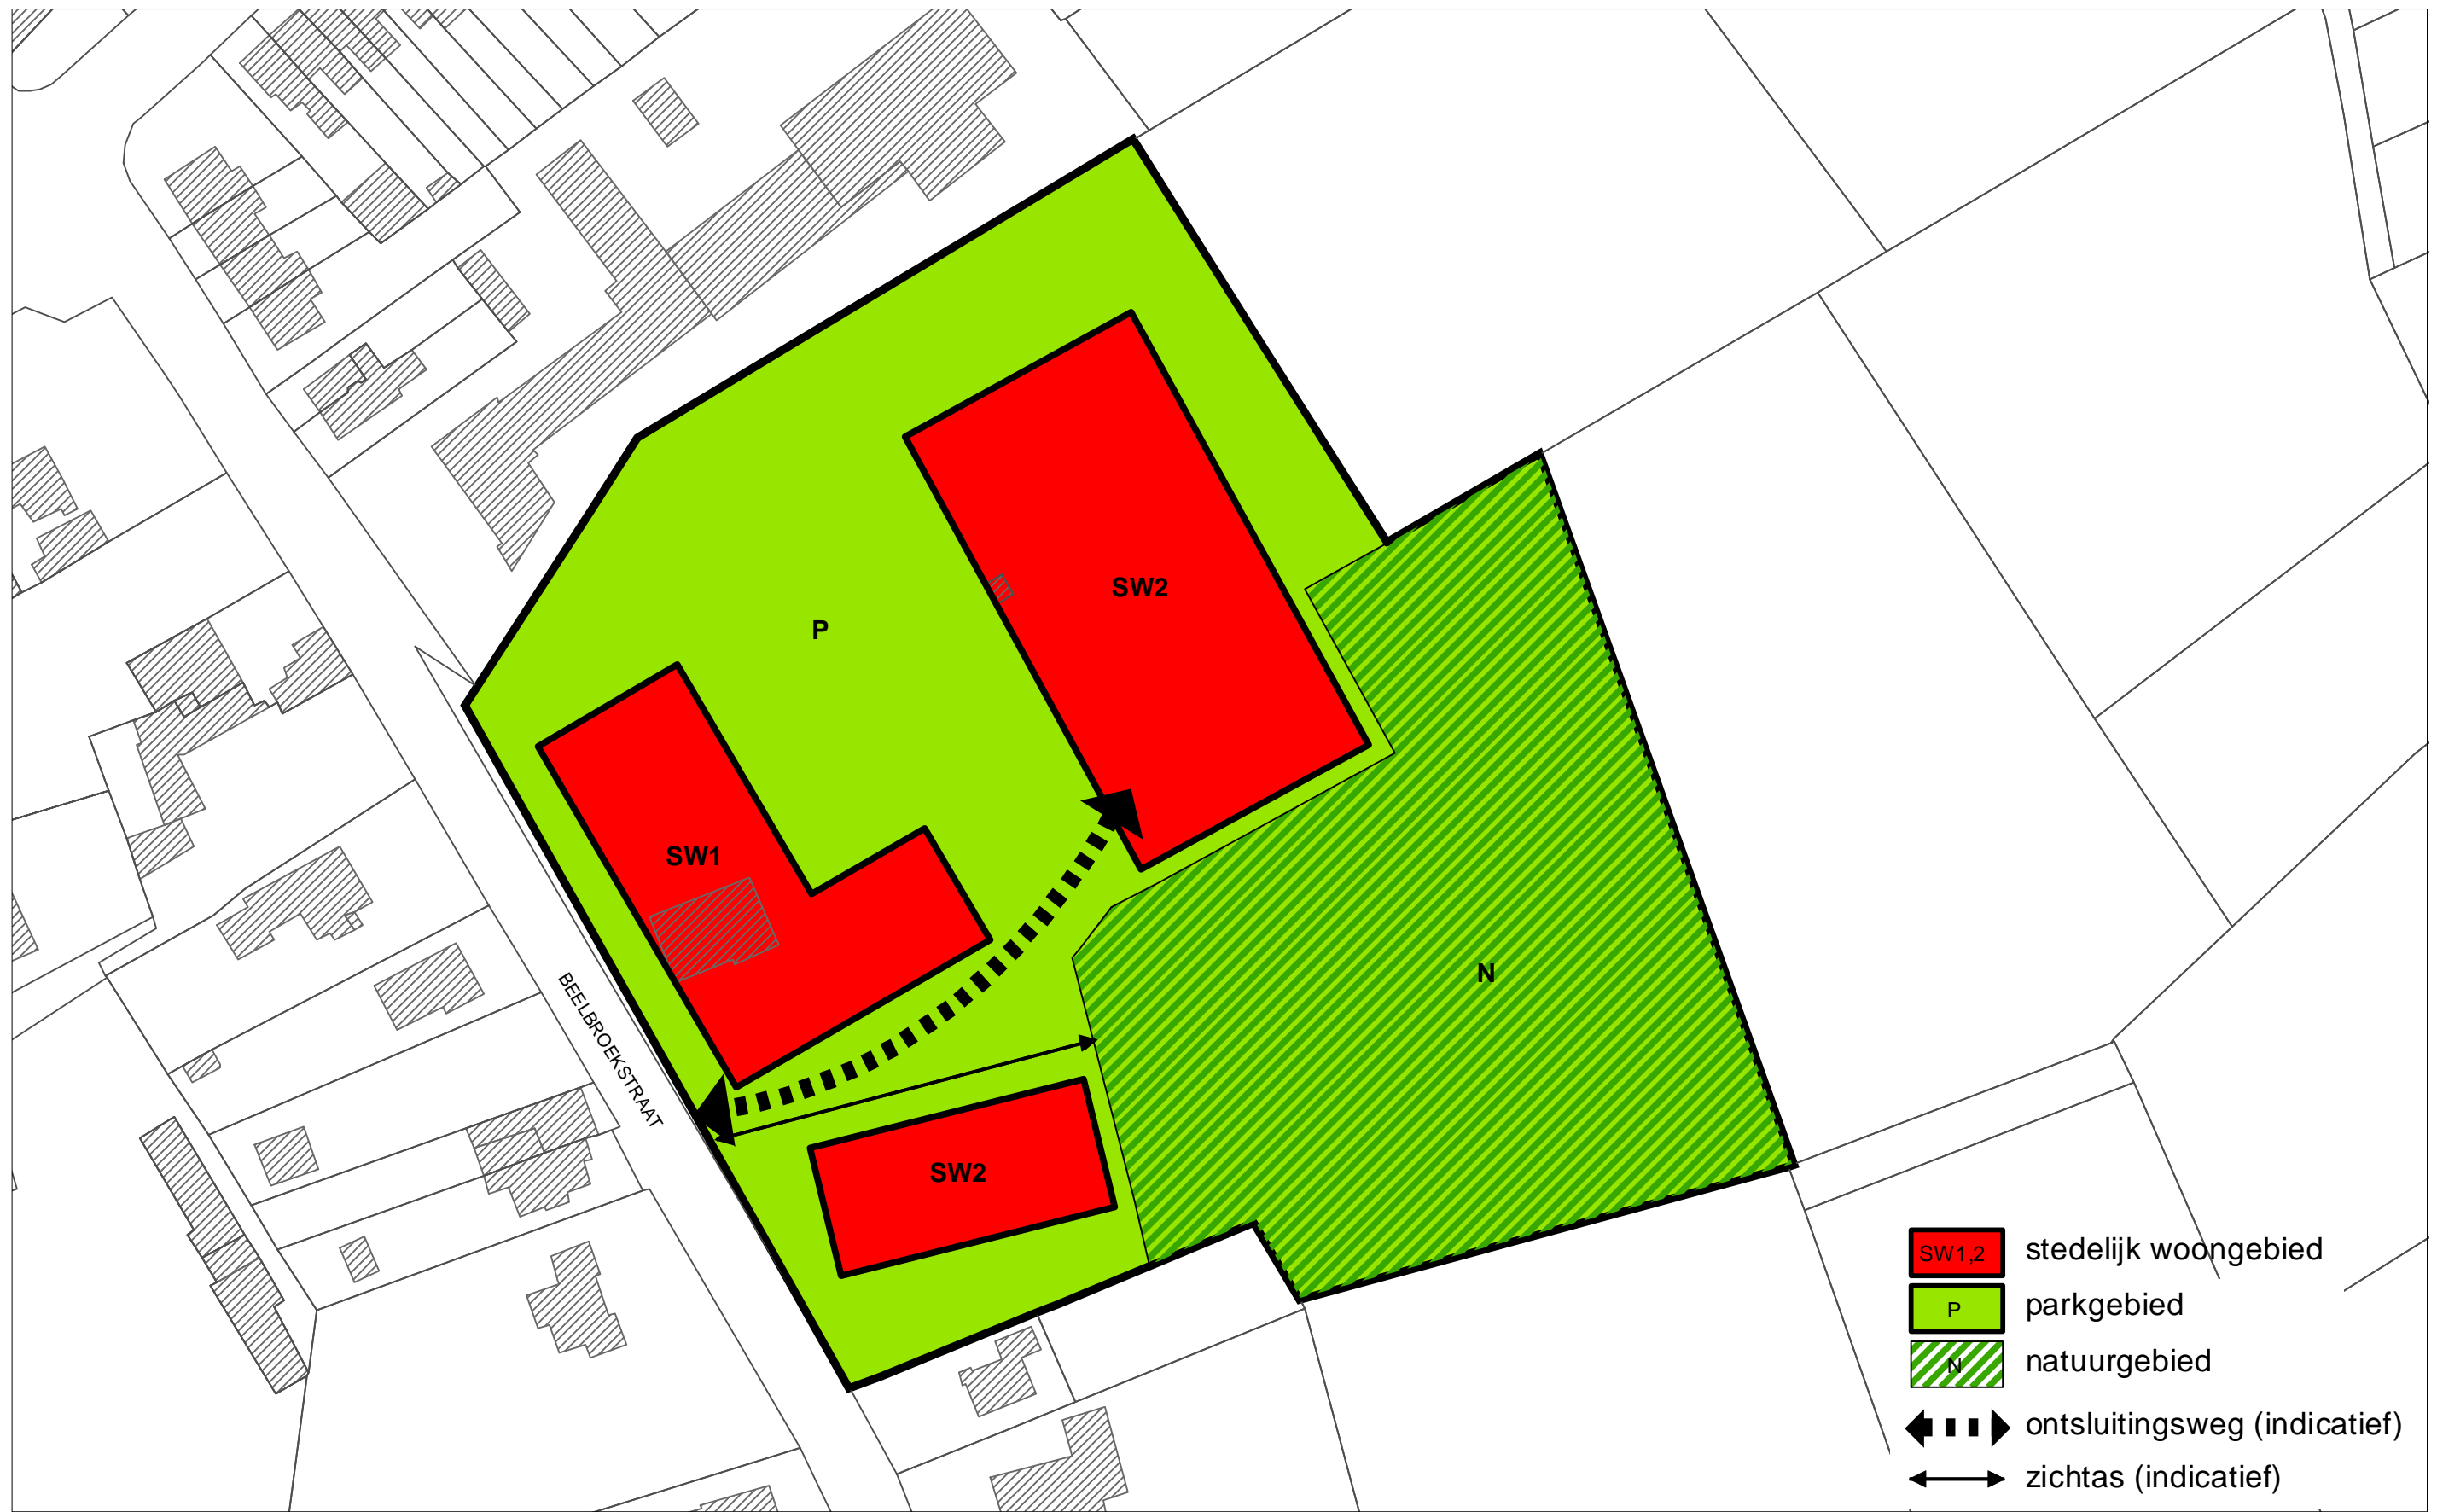 SW2
P
SW1
N
BEELBROEKSTRAAT
SW2
SW1,2 stedelijk woongebied
P parkgebied
N natuurgebied
ontsluitingsweg (indicatief)
zichtas (indicatief)